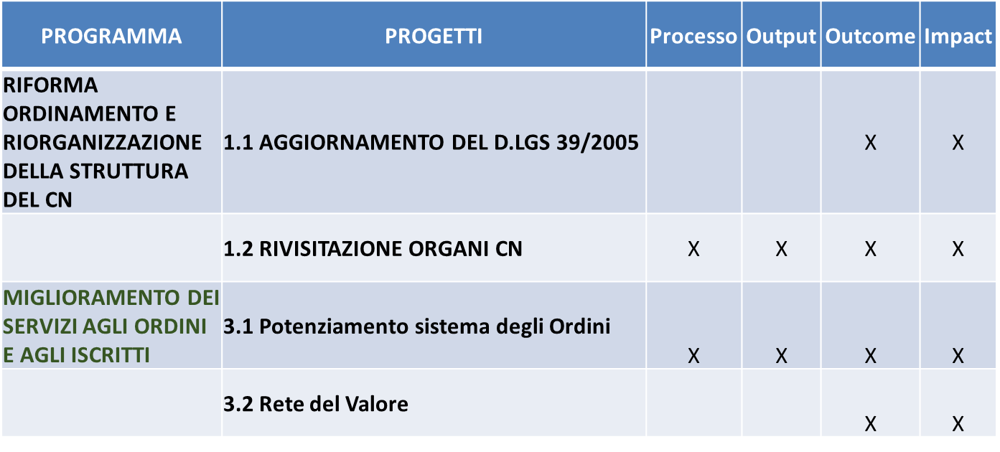 PROGRAMMA PROGETTI Processo Output Outcome Impact
RIFORMA
ORDINAMENTO E
RIORGANIZZAZIONE
DELLA STRUTTURA
DEL CN
1.1 AGGIORNAMENTO DEL D.LGS 39/2005 X X
1.2 RIVISITAZIONE ORGANI CN X X X X
MIGLIORAMENTO DEI
SERVIZI AGLI ORDINI
E AGLI ISCRITTI
3.1 Potenziamento sistema degli Ordini
X X X X
3.2 Rete del Valore
X X